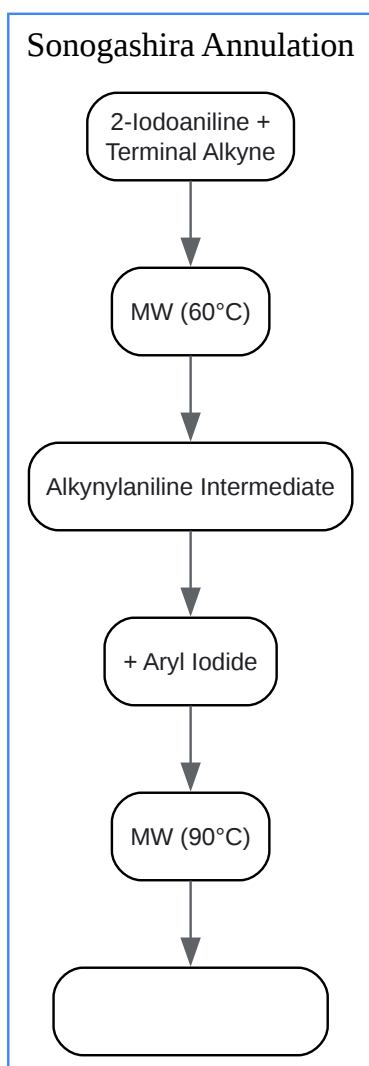 Sonogashira Annulation
2-Iodoaniline +
Terminal Alkyne
MW (60°C)
Alkynylaniline Intermediate
+ Aryl Iodide
MW (90°C)